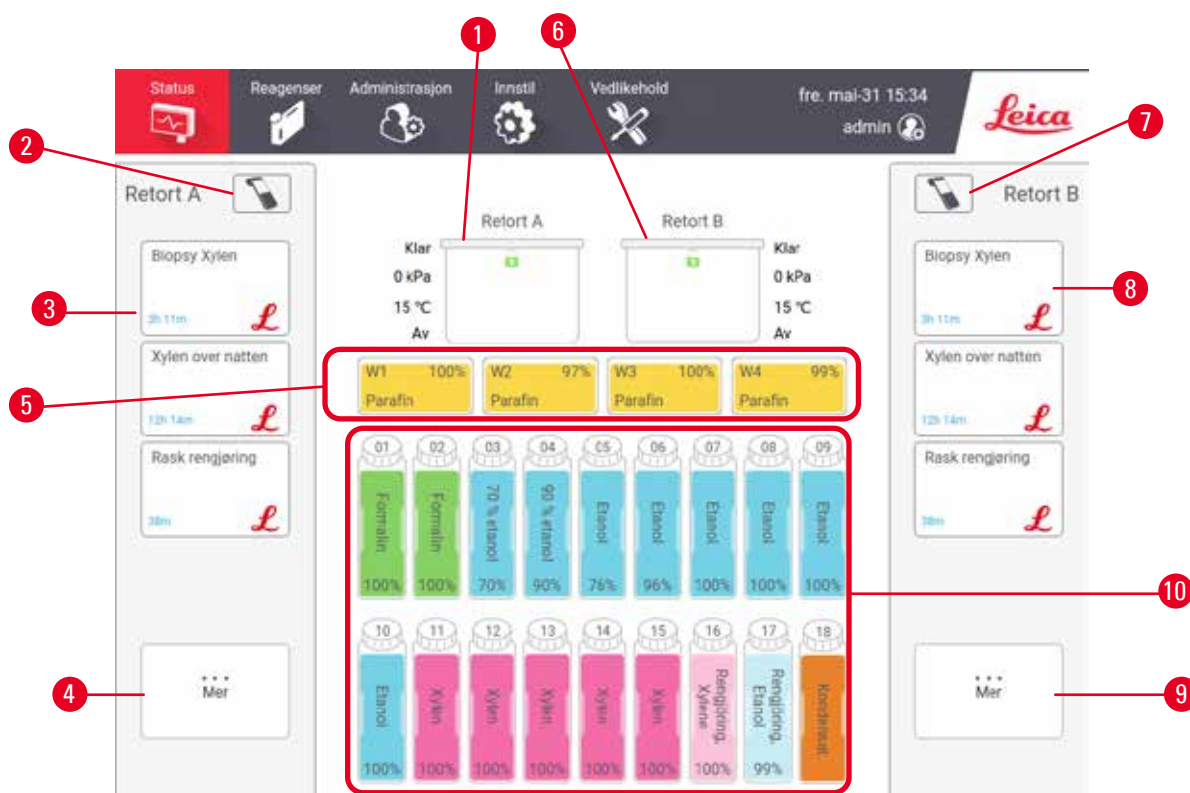 1
6
Status
Reagenser
Administrasjon
Innstil
Vedlikehold
fre. mai-31 15:34
admin
Leica
2
7
Retort A
Retort B
Retort A
Retort B
Biopsy Xylen
3h 11m
L
3
Klar
0 kPa
15 °C
Av
Klar
0 kPa
15 °C
Av
Biopsy Xylen
3h 11m
L
8
Xylen over natten
12h 14m
L
5
W1 100%
Parafin
W2 97%
Parafin
W3 100%
Parafin
W4 99%
Parafin
Xylen over natten
12h 14m
L
Rask rengjøring
38m
L
01 02 03 04 05 06 07 08 09
Formalin
Formalin
70 % etanol
90 % etanol
Etanol
Etanol
Etanol
Etanol
Etanol
100% 100% 70% 90% 76% 96% 100% 100% 100%
Rask rengjøring
38m
L
10
10 11 12 13 14 15 16 17 18
Etanol
Xylen
Xylen
Xylen
Xylen
Xylen
Rengjöring,
Xylene
Rengjöring,
Etanol
Kondensat
100% 100% 100% 100% 100% 100% 100% 99%
4
...
Mer
...
Mer
9